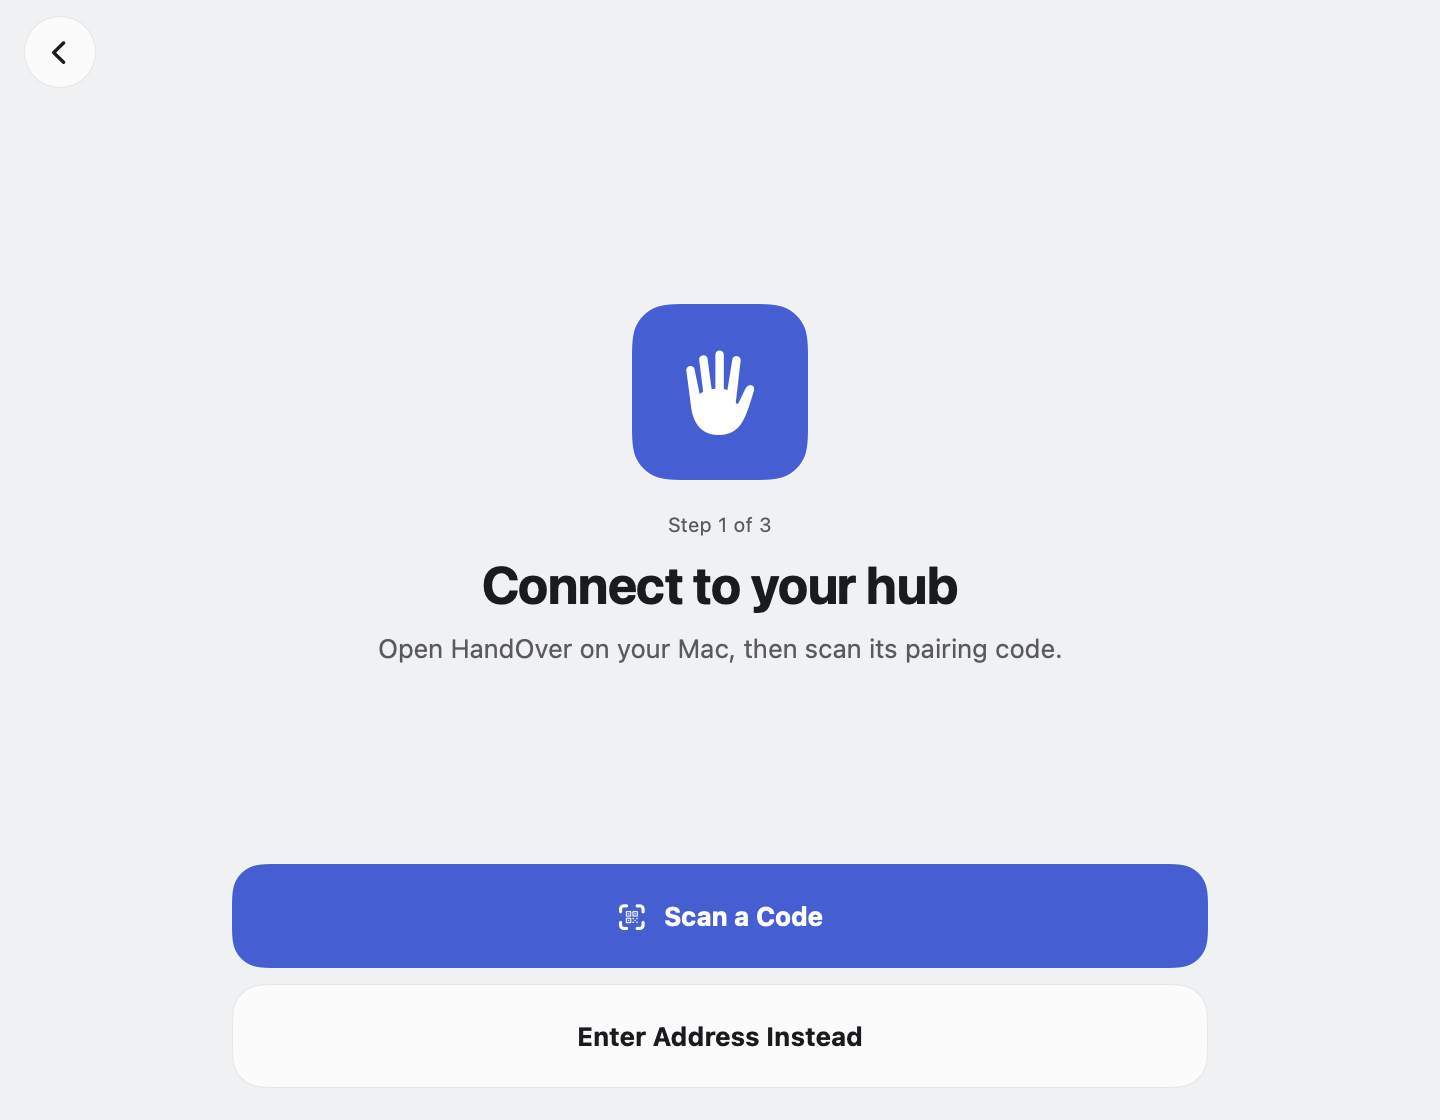 Step 1 of 3
Connect to your hub
Open HandOver on your Mac, then scan its pairing code.
Scan a Code
Enter Address Instead